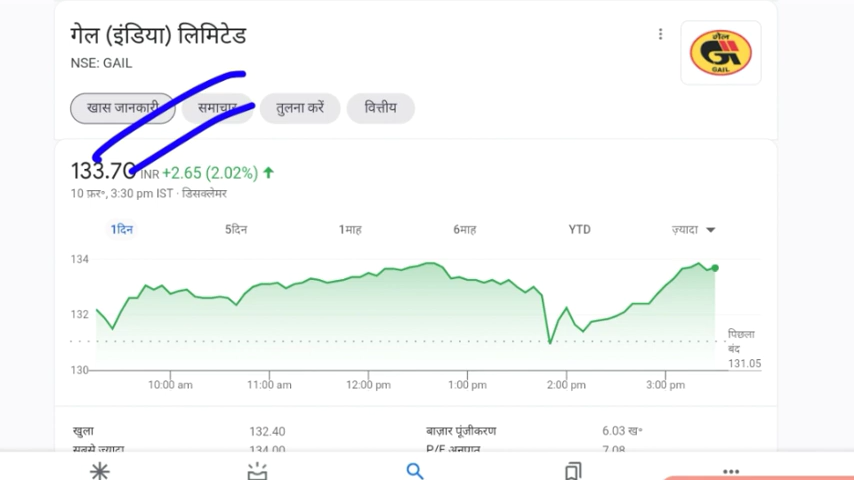 गेल (इंडिया) लिमिटेड
NSE: GAIL
गेल
GAIL
खास जानकारी समाचार तुलना करें वित्तीय
133.70 INR +2.65 (2.02%)
10 फ़र॰, 3:30 pm IST · डिसक्लेमर
1दिन 5दिन 1माह 6माह YTD ज़्यादा
134
132
130
पिछला
बंद
131.05
10:00 am 11:00 am 12:00 pm 1:00 pm 2:00 pm 3:00 pm
खुला 132.40 बाज़ार पूंजीकरण 6.03 ख॰
सबसे ज़्यादा 134.00 P/E अनुपात 7.08